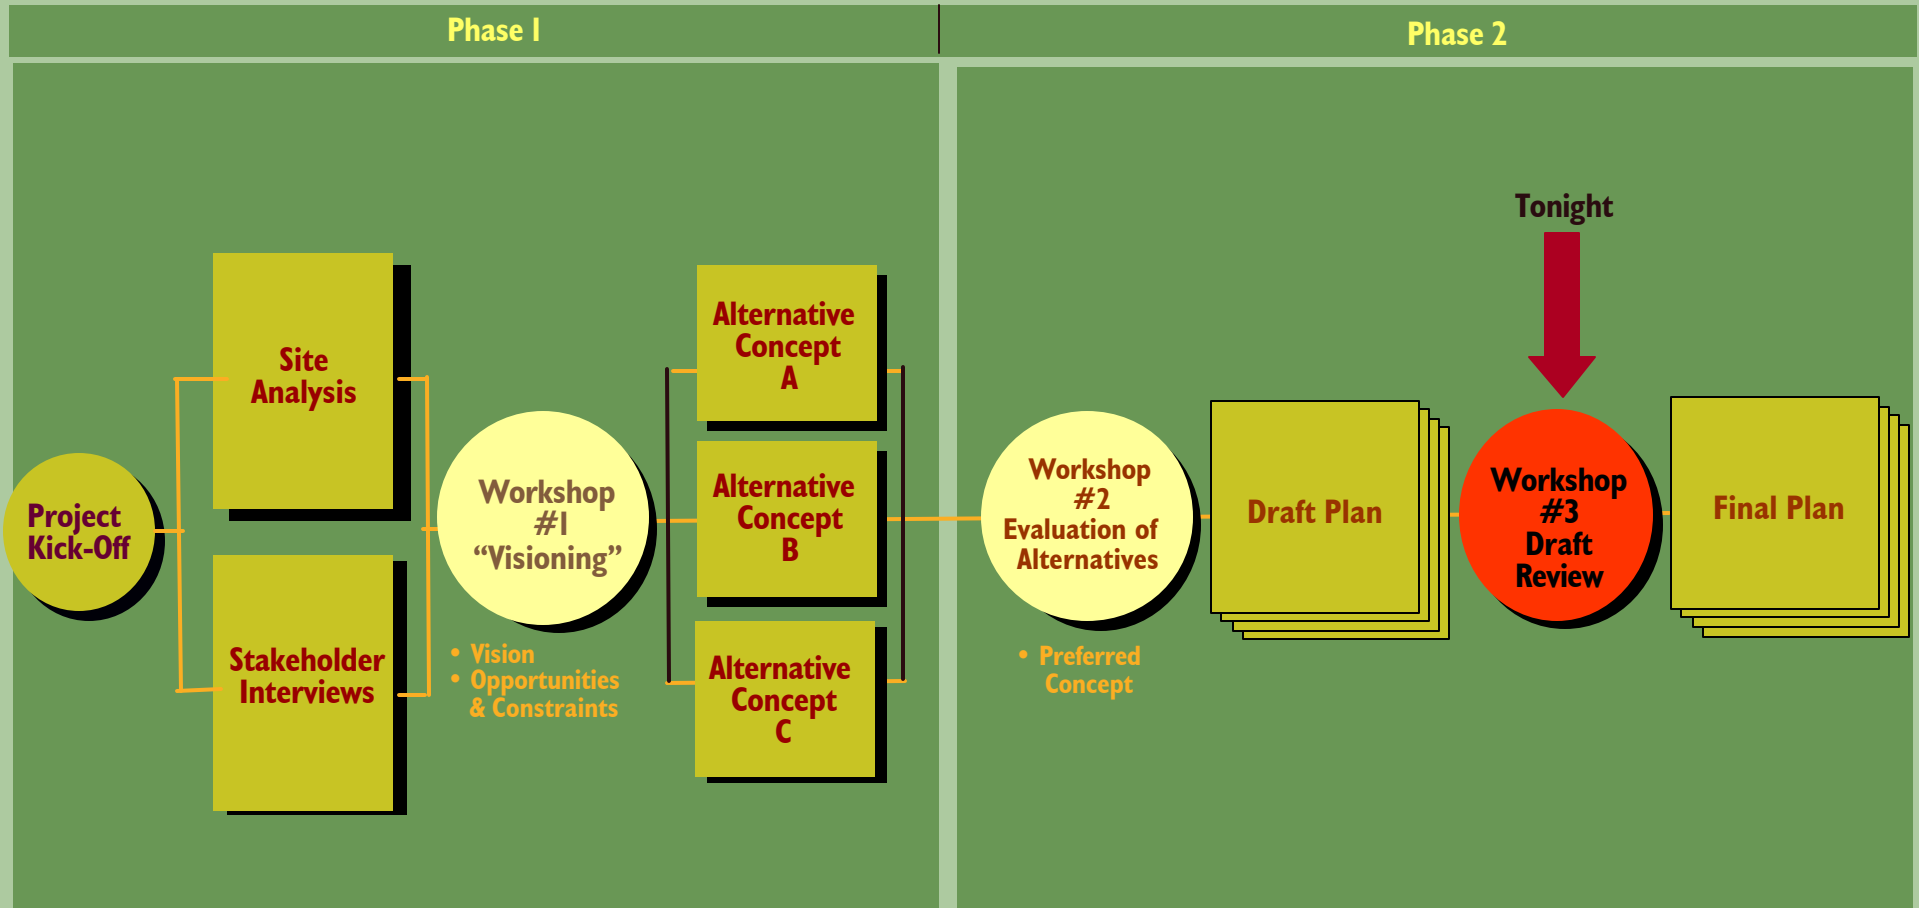 Phase 1
Phase 2
Tonight
Project
Kick-Off
Site
Analysis
Stakeholder
Interviews
Workshop
#1
“Visioning”
• Vision
• Opportunities
& Constraints
Alternative
Concept
A
Alternative
Concept
B
Alternative
Concept
C
Workshop
#2
Evaluation of
Alternatives
• Preferred
Concept
Draft Plan
Workshop
#3
Draft
Review
Final Plan